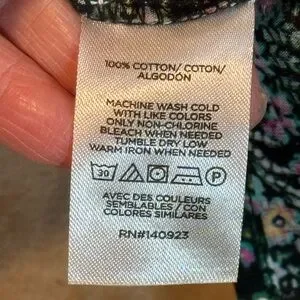 100% COTTON/ COTON/
ALGODÓN
MACHINE WASH COLD
WITH LIKE COLORS
ONLY NON-CHLORINE
BLEACH WHEN NEEDED
TUMBLE DRY LOW
WARM IRON WHEN NEEDED
30 P
AVEC DES COULEURS
SEMBLABLES / CON
COLORES SIMILARES
RN#140923